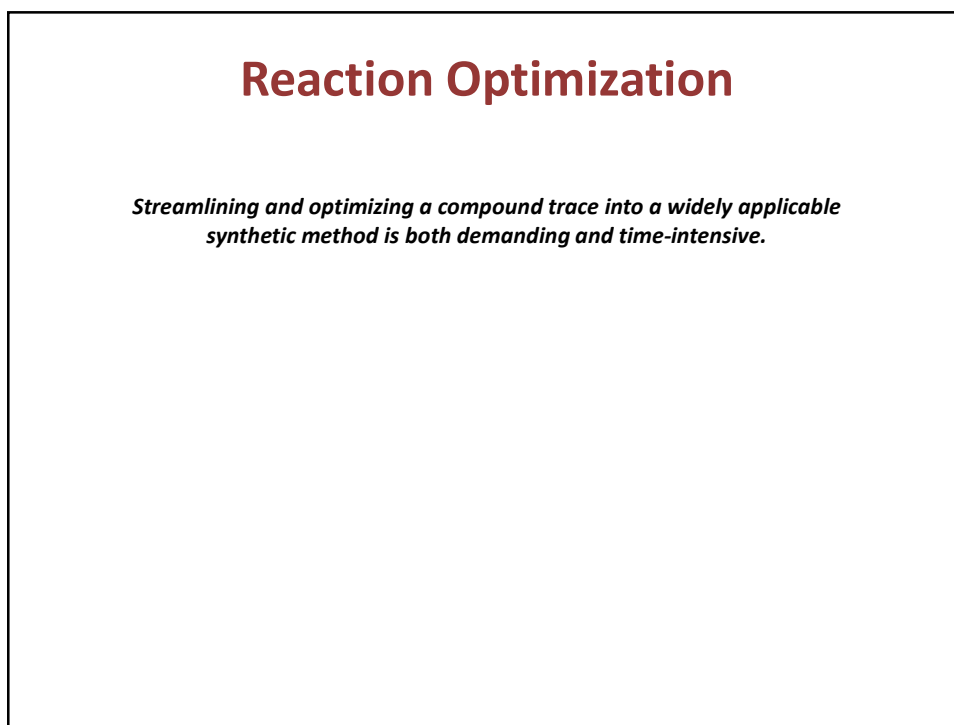 Reaction Optimization
Streamlining and optimizing a compound trace into a widely applicable
synthetic method is both demanding and time-intensive.